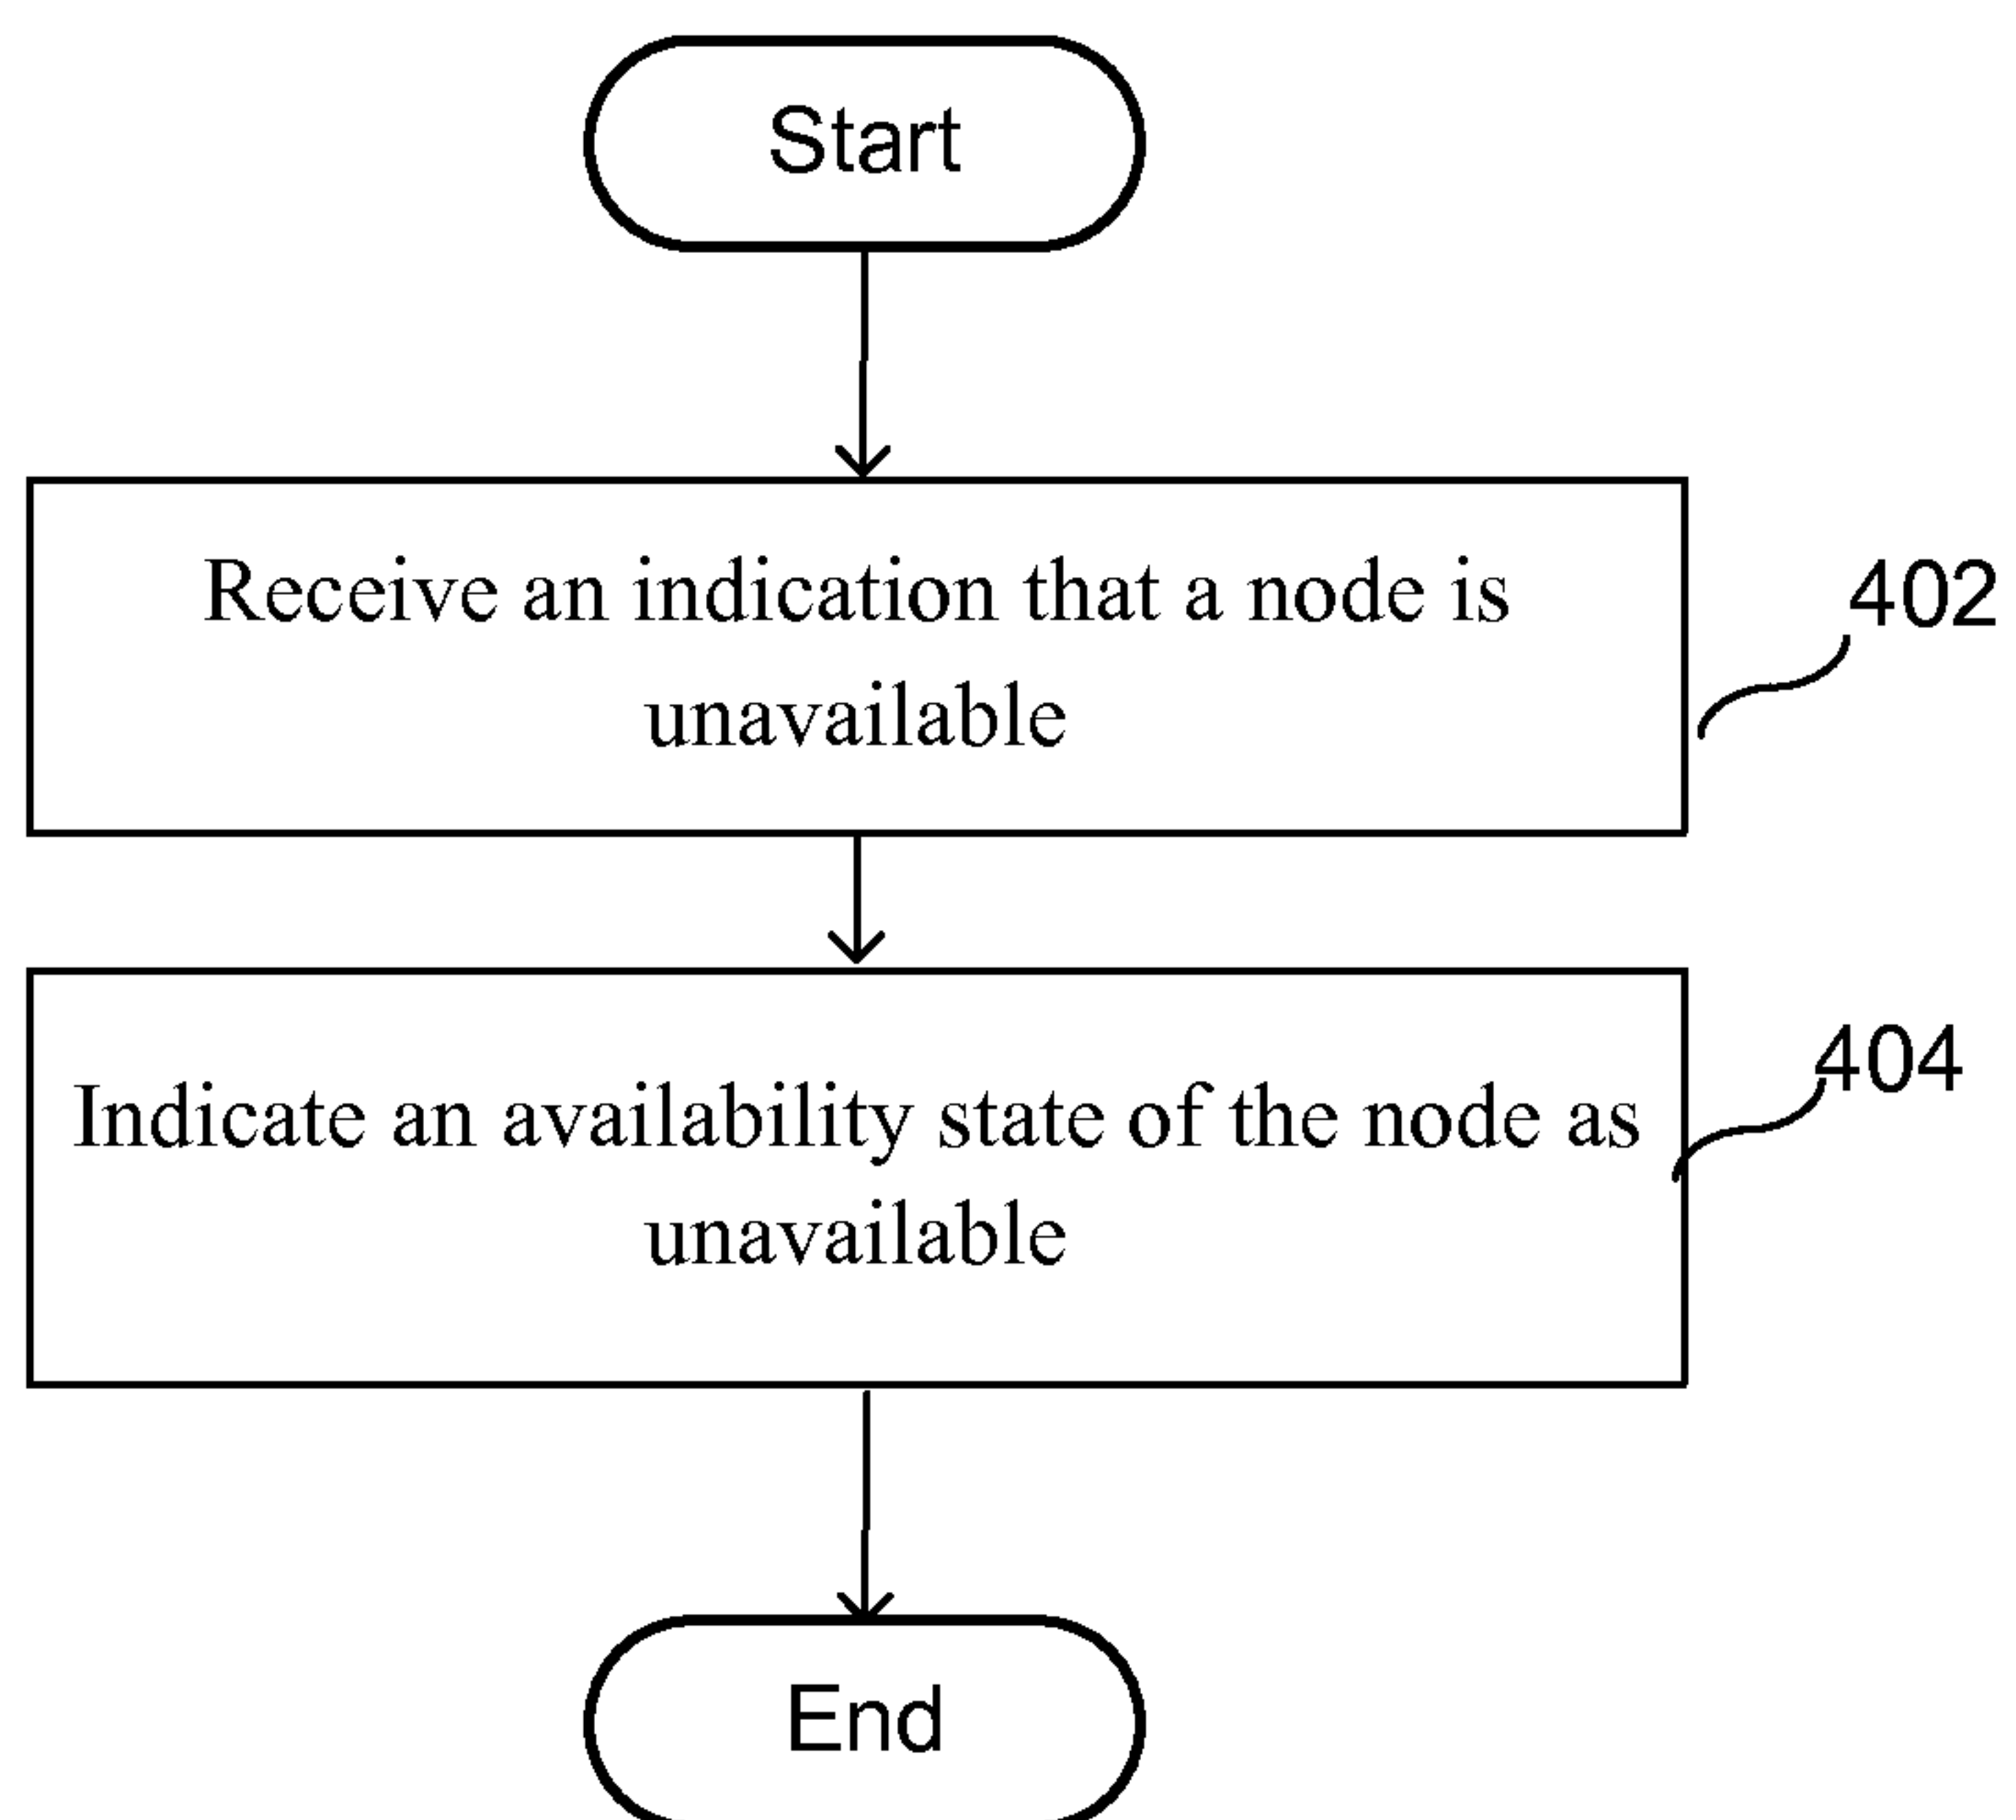 Start
Receive an indication that a node is
unavailable
402
Indicate an availability state of the node as
unavailable
404
End